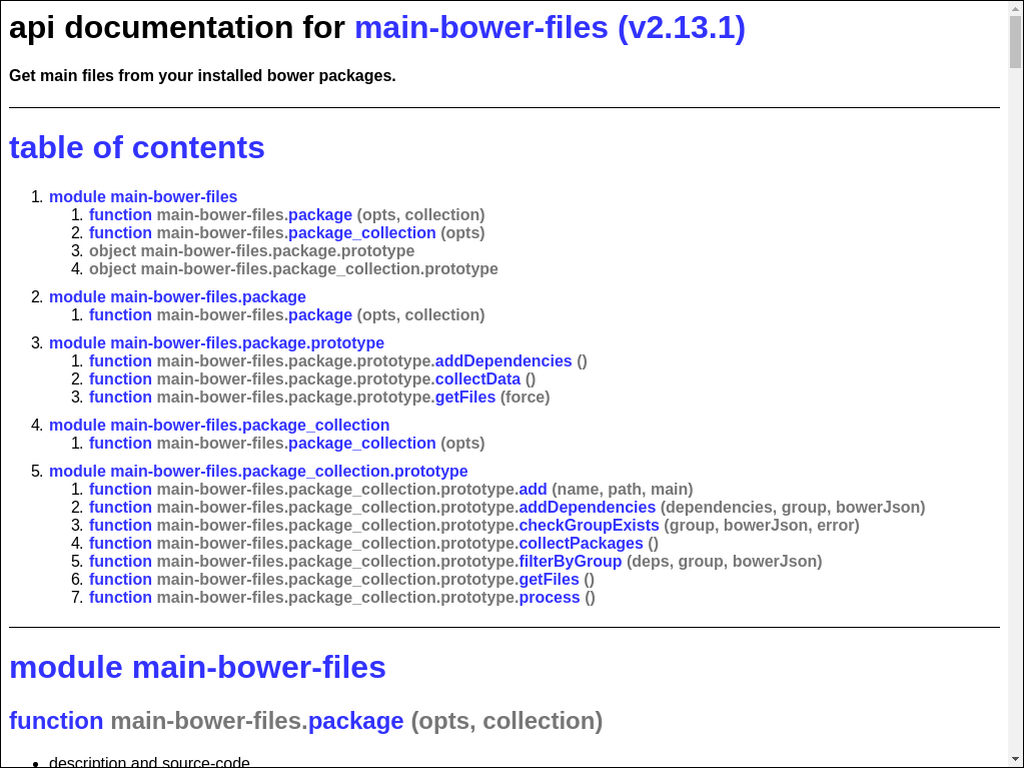 api documentation for main-bower-files (v2.13.1)
Get main files from your installed bower packages.
table of contents
1. module main-bower-files
1. function main-bower-files.package (opts, collection)
2. function main-bower-files.package_collection (opts)
3. object main-bower-files.package.prototype
4. object main-bower-files.package_collection.prototype
2. module main-bower-files.package
1. function main-bower-files.package (opts, collection)
3. module main-bower-files.package.prototype
1. function main-bower-files.package.prototype.addDependencies ()
2. function main-bower-files.package.prototype.collectData ()
3. function main-bower-files.package.prototype.getFiles (force)
4. module main-bower-files.package_collection
1. function main-bower-files.package_collection (opts)
5. module main-bower-files.package_collection.prototype
1. function main-bower-files.package_collection.prototype.add (name, path, main)
2. function main-bower-files.package_collection.prototype.addDependencies (dependencies, group, bowerJson)
3. function main-bower-files.package_collection.prototype.checkGroupExists (group, bowerJson, error)
4. function main-bower-files.package_collection.prototype.collectPackages ()
5. function main-bower-files.package_collection.prototype.filterByGroup (deps, group, bowerJson)
6. function main-bower-files.package_collection.prototype.getFiles ()
7. function main-bower-files.package_collection.prototype.process ()
module main-bower-files
function main-bower-files.package (opts, collection)
• description and source-code